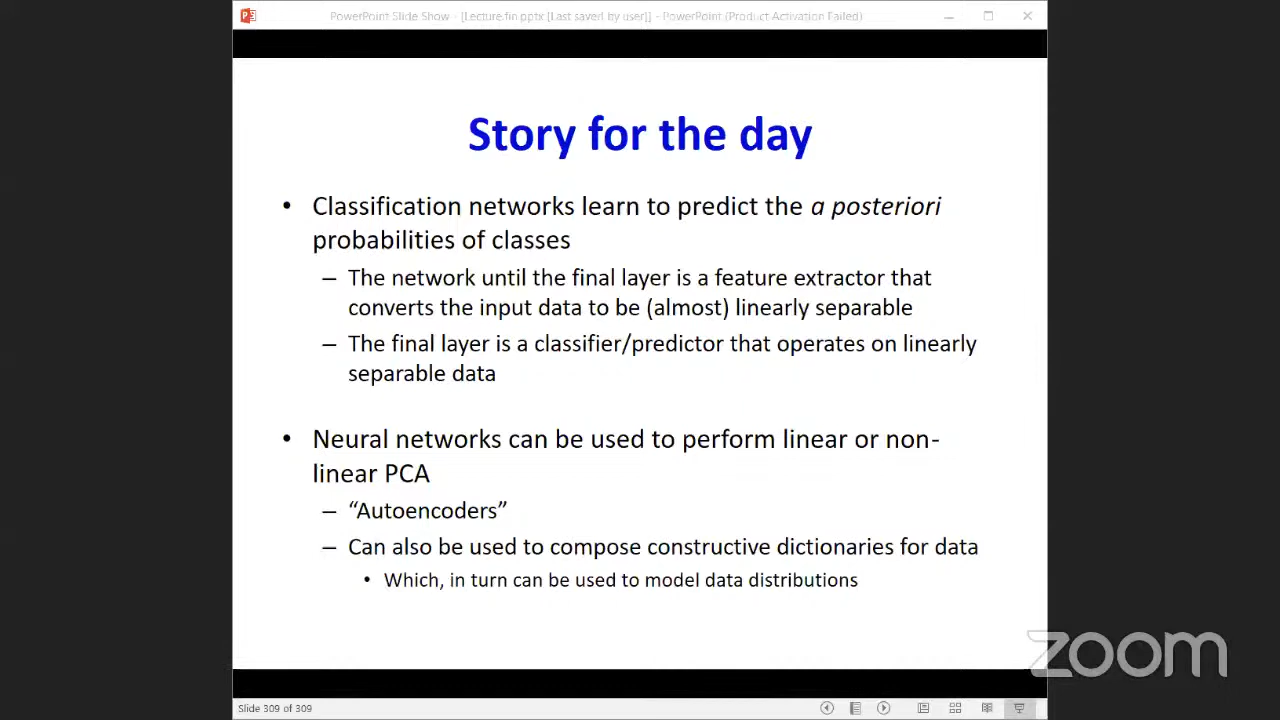 PowerPoint Slide Show - [Lecture.fin.pptx [Last saved by user]] - PowerPoint (Product Activation Failed)
Story for the day
• Classification networks learn to predict the a posteriori
probabilities of classes
– The network until the final layer is a feature extractor that
converts the input data to be (almost) linearly separable
– The final layer is a classifier/predictor that operates on linearly
separable data
• Neural networks can be used to perform linear or non-
linear PCA
– “Autoencoders”
– Can also be used to compose constructive dictionaries for data
• Which, in turn can be used to model data distributions
zoom
Slide 309 of 309